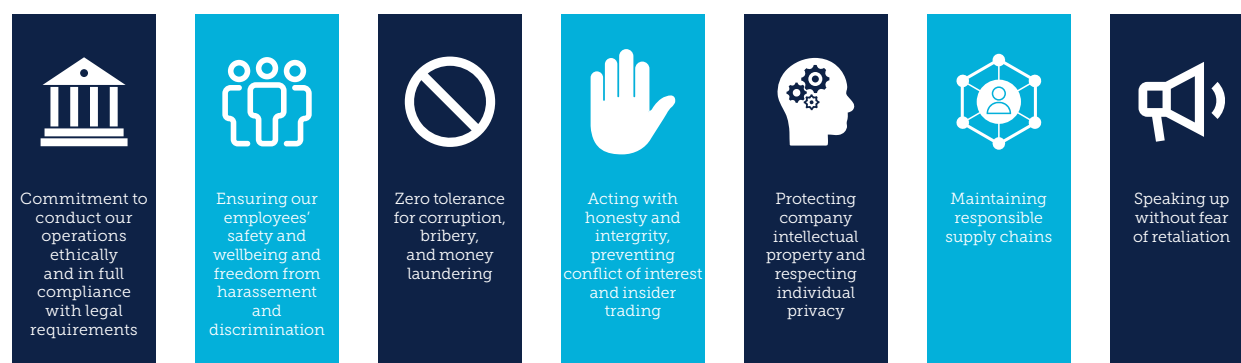 Commitment to
conduct our
operations
ethically
and in full
compliance
with legal
requirements
Ensuring our
employees’
safety and
wellbeing and
freedom from
harassement
and
discrimination
Zero tolerance
for corruption,
bribery,
and money
laundering
Acting with
honesty and
intergrity,
preventing
conflict of interest
and insider
trading
Protecting
company
intellectual
property and
respecting
individual
privacy
Maintaining
responsible
supply chains
Speaking up
without fear
of retaliation